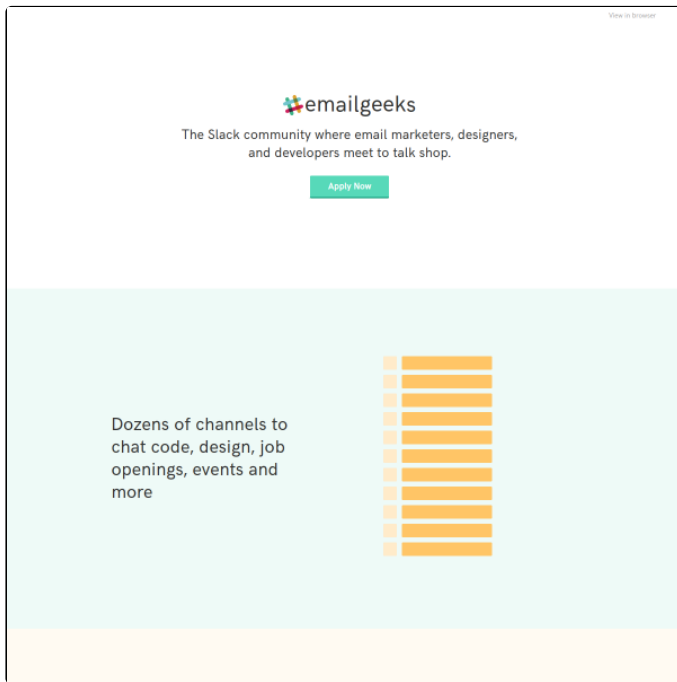 View in browser
#emailgeeks
The Slack community where email marketers, designers,
and developers meet to talk shop.
Apply Now
Dozens of channels to
chat code, design, job
openings, events and
more